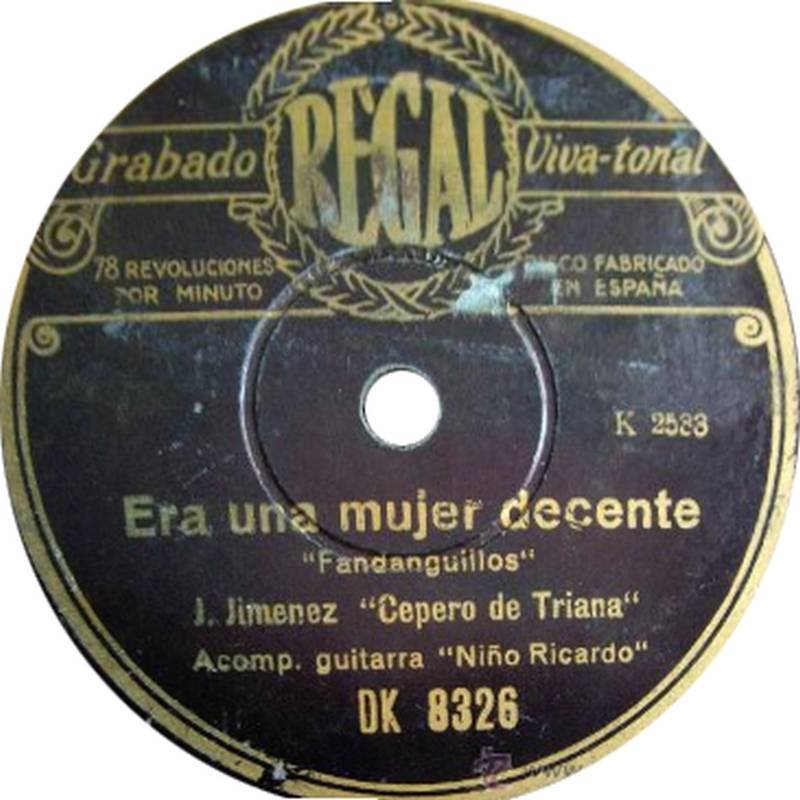 REGAL
Grabado Viva-tonal
78 REVOLUCIONES POR MINUTO
DISCO FABRICADO EN ESPAÑA
K 2583
Era una mujer decente
"Fandanguillos"
J. Jimenez "Cepero de Triana"
Acomp. guitarra "Niño Ricardo"
DK 8326